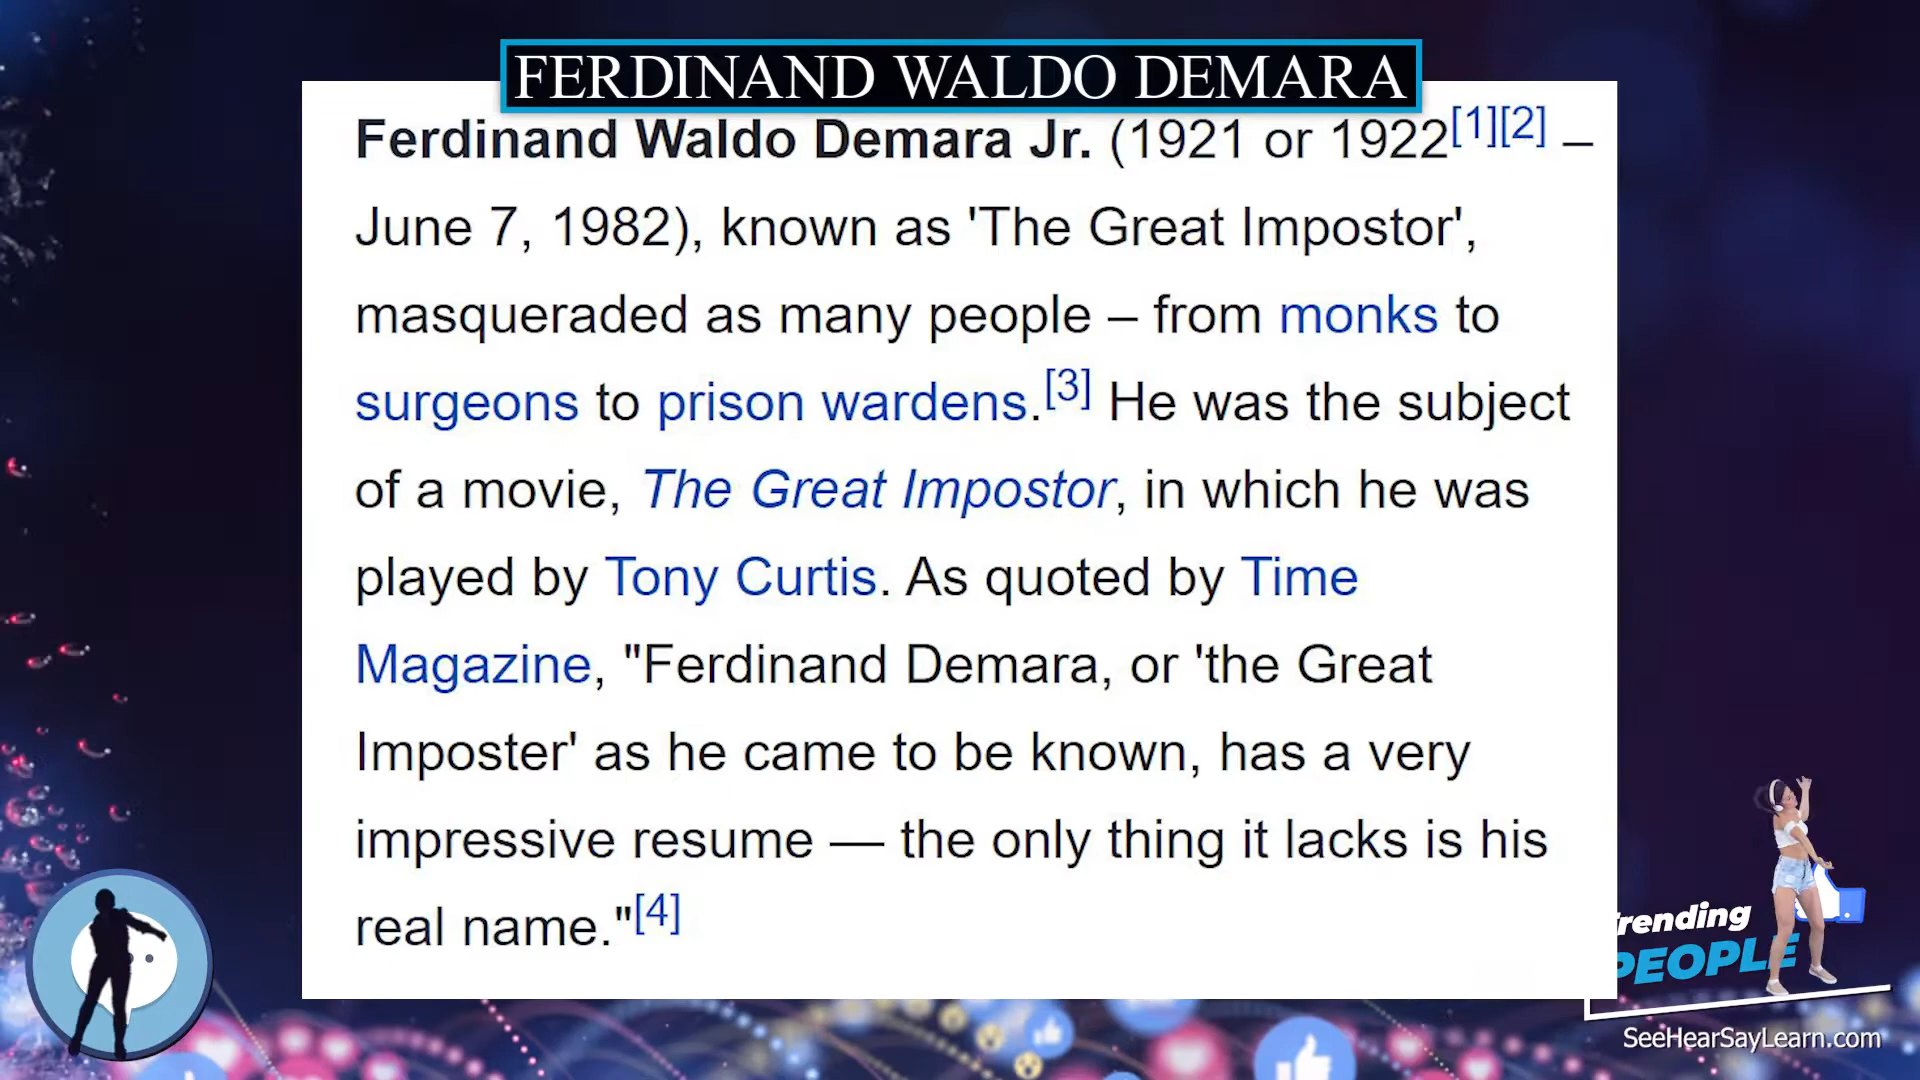 FERDINAND WALDO DEMARA
Ferdinand Waldo Demara Jr. (1921 or 1922[1][2] –
June 7, 1982), known as 'The Great Impostor',
masqueraded as many people – from monks to
surgeons to prison wardens.[3] He was the subject
of a movie, The Great Impostor, in which he was
played by Tony Curtis. As quoted by Time
Magazine, "Ferdinand Demara, or 'the Great
Imposter' as he came to be known, has a very
impressive resume — the only thing it lacks is his
real name."[4]
Trending
PEOPLE
SeeHearSayLearn.com